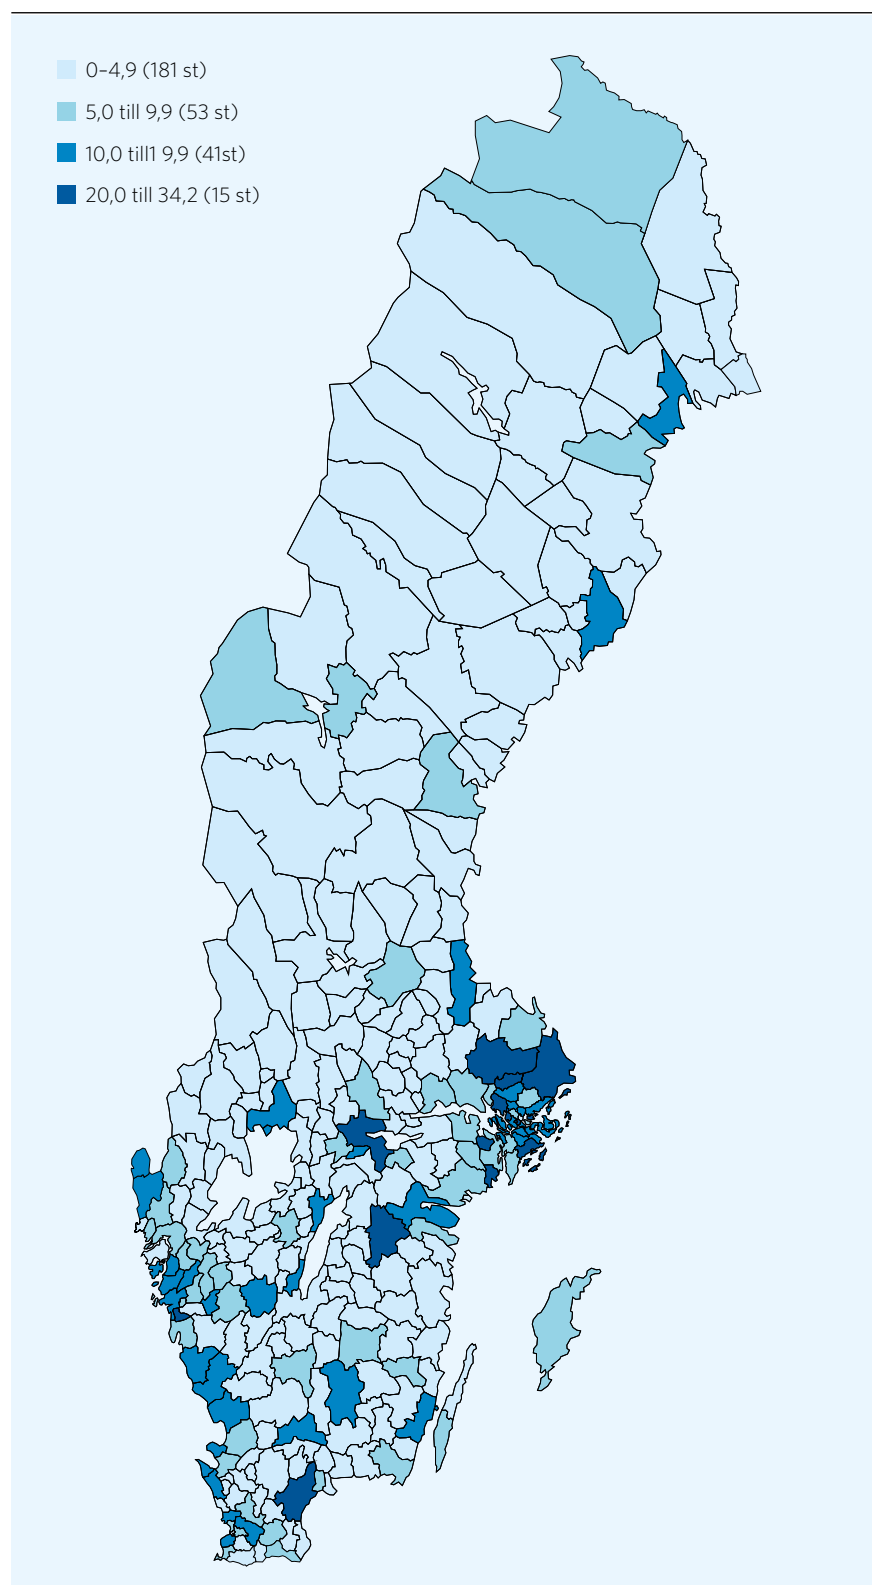 0–4,9 (181 st)
5,0 till 9,9 (53 st)
10,0 till1 9,9 (41st)
20,0 till 34,2 (15 st)